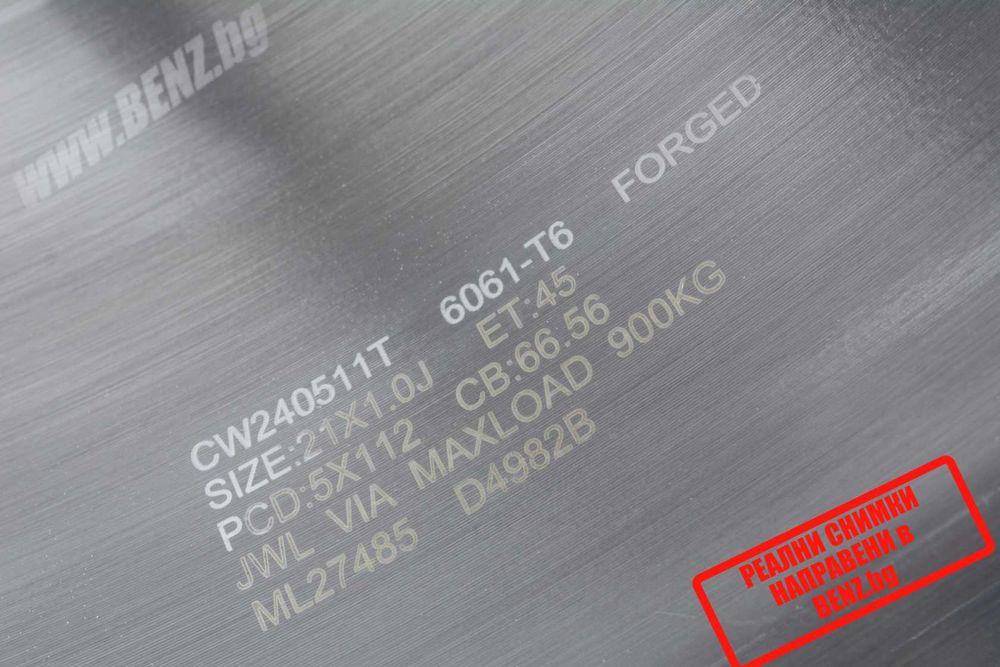 WWW.BENZ.bg
CW240511T 6061-T6 FORGED
SIZE:21X1.0J ET:45
PCD:5X112 CB:66.56
JWL VIA MAXLOAD 900KG
ML27485 D4982B
РЕАЛНИ СНИМКИ
НАПРАВЕНИ в
BENZ.bg